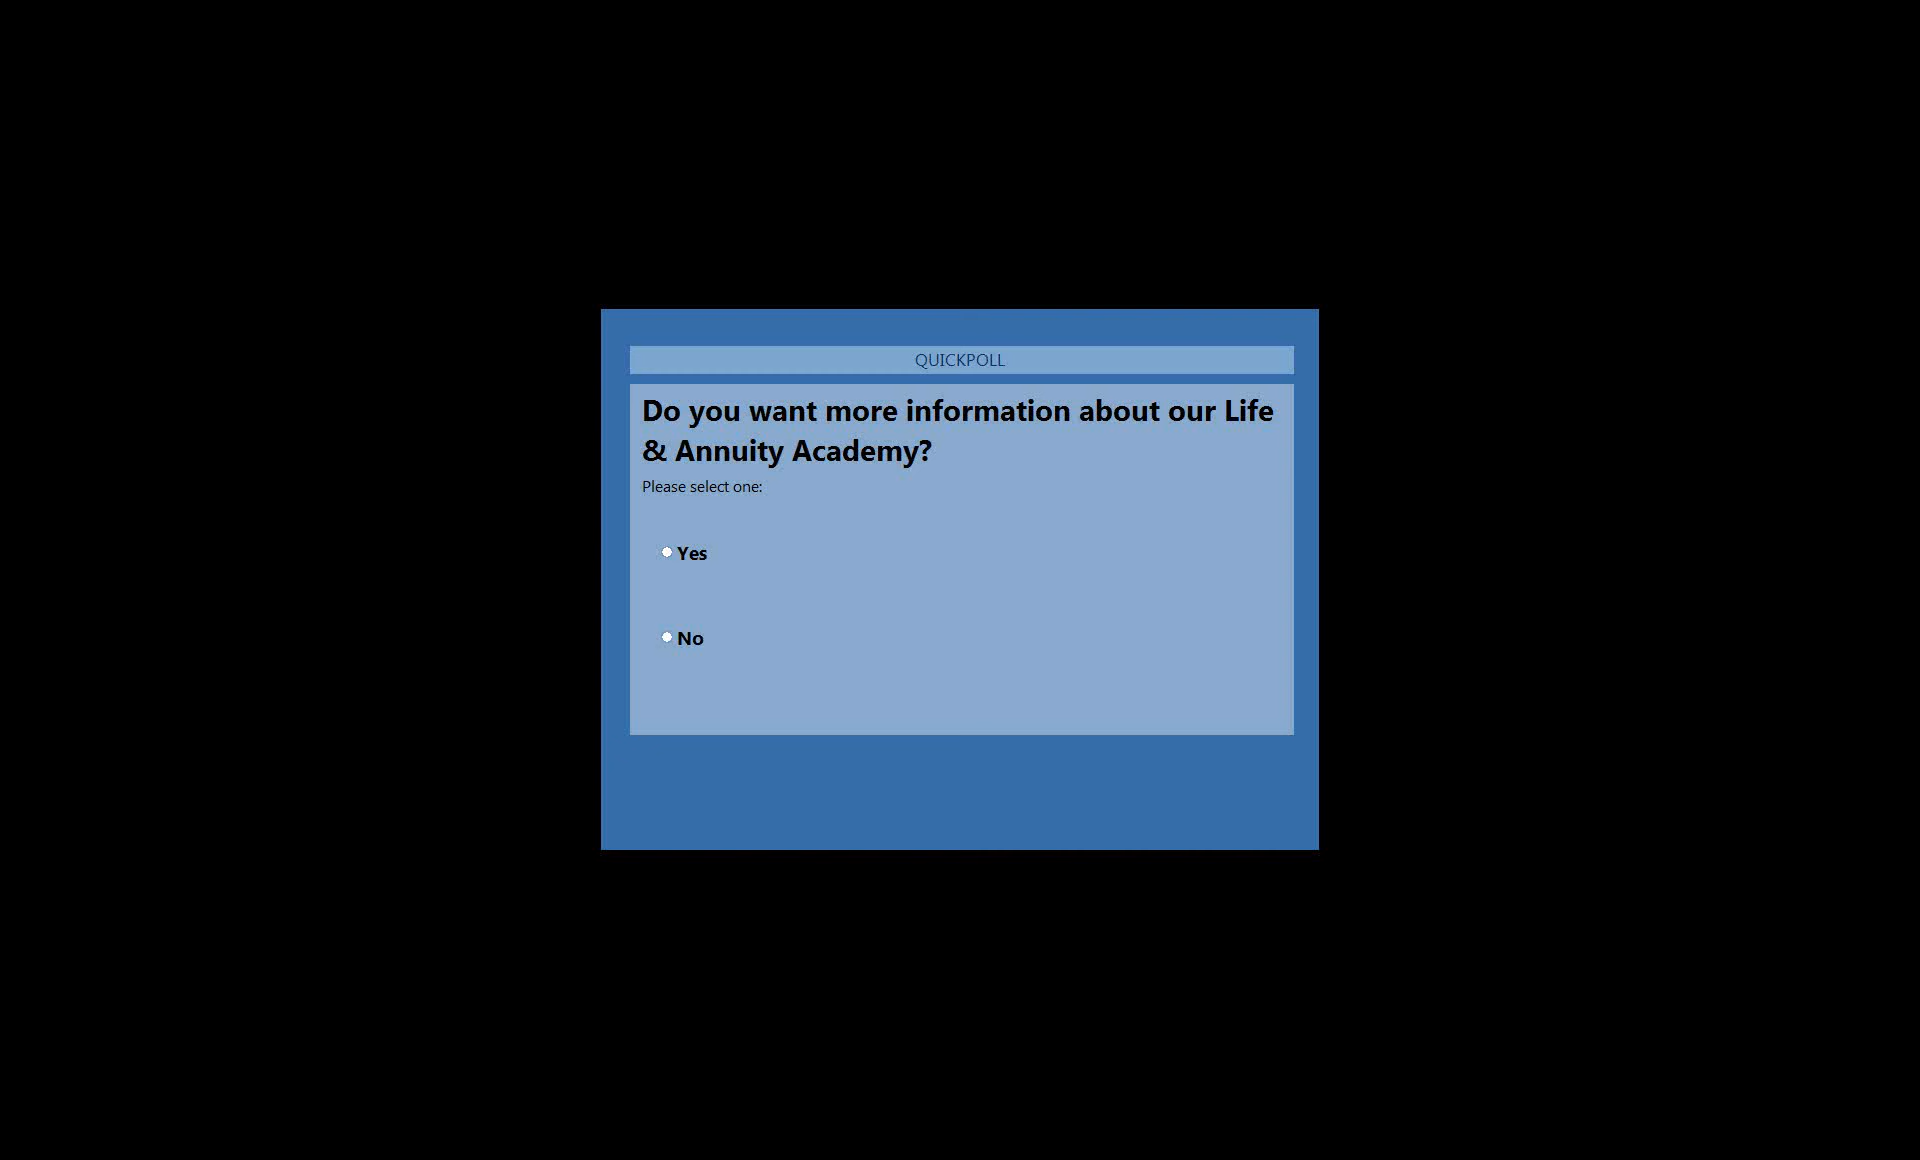 QUICKPOLL
Do you want more information about our Life
& Annuity Academy?
Please select one:
Yes
No